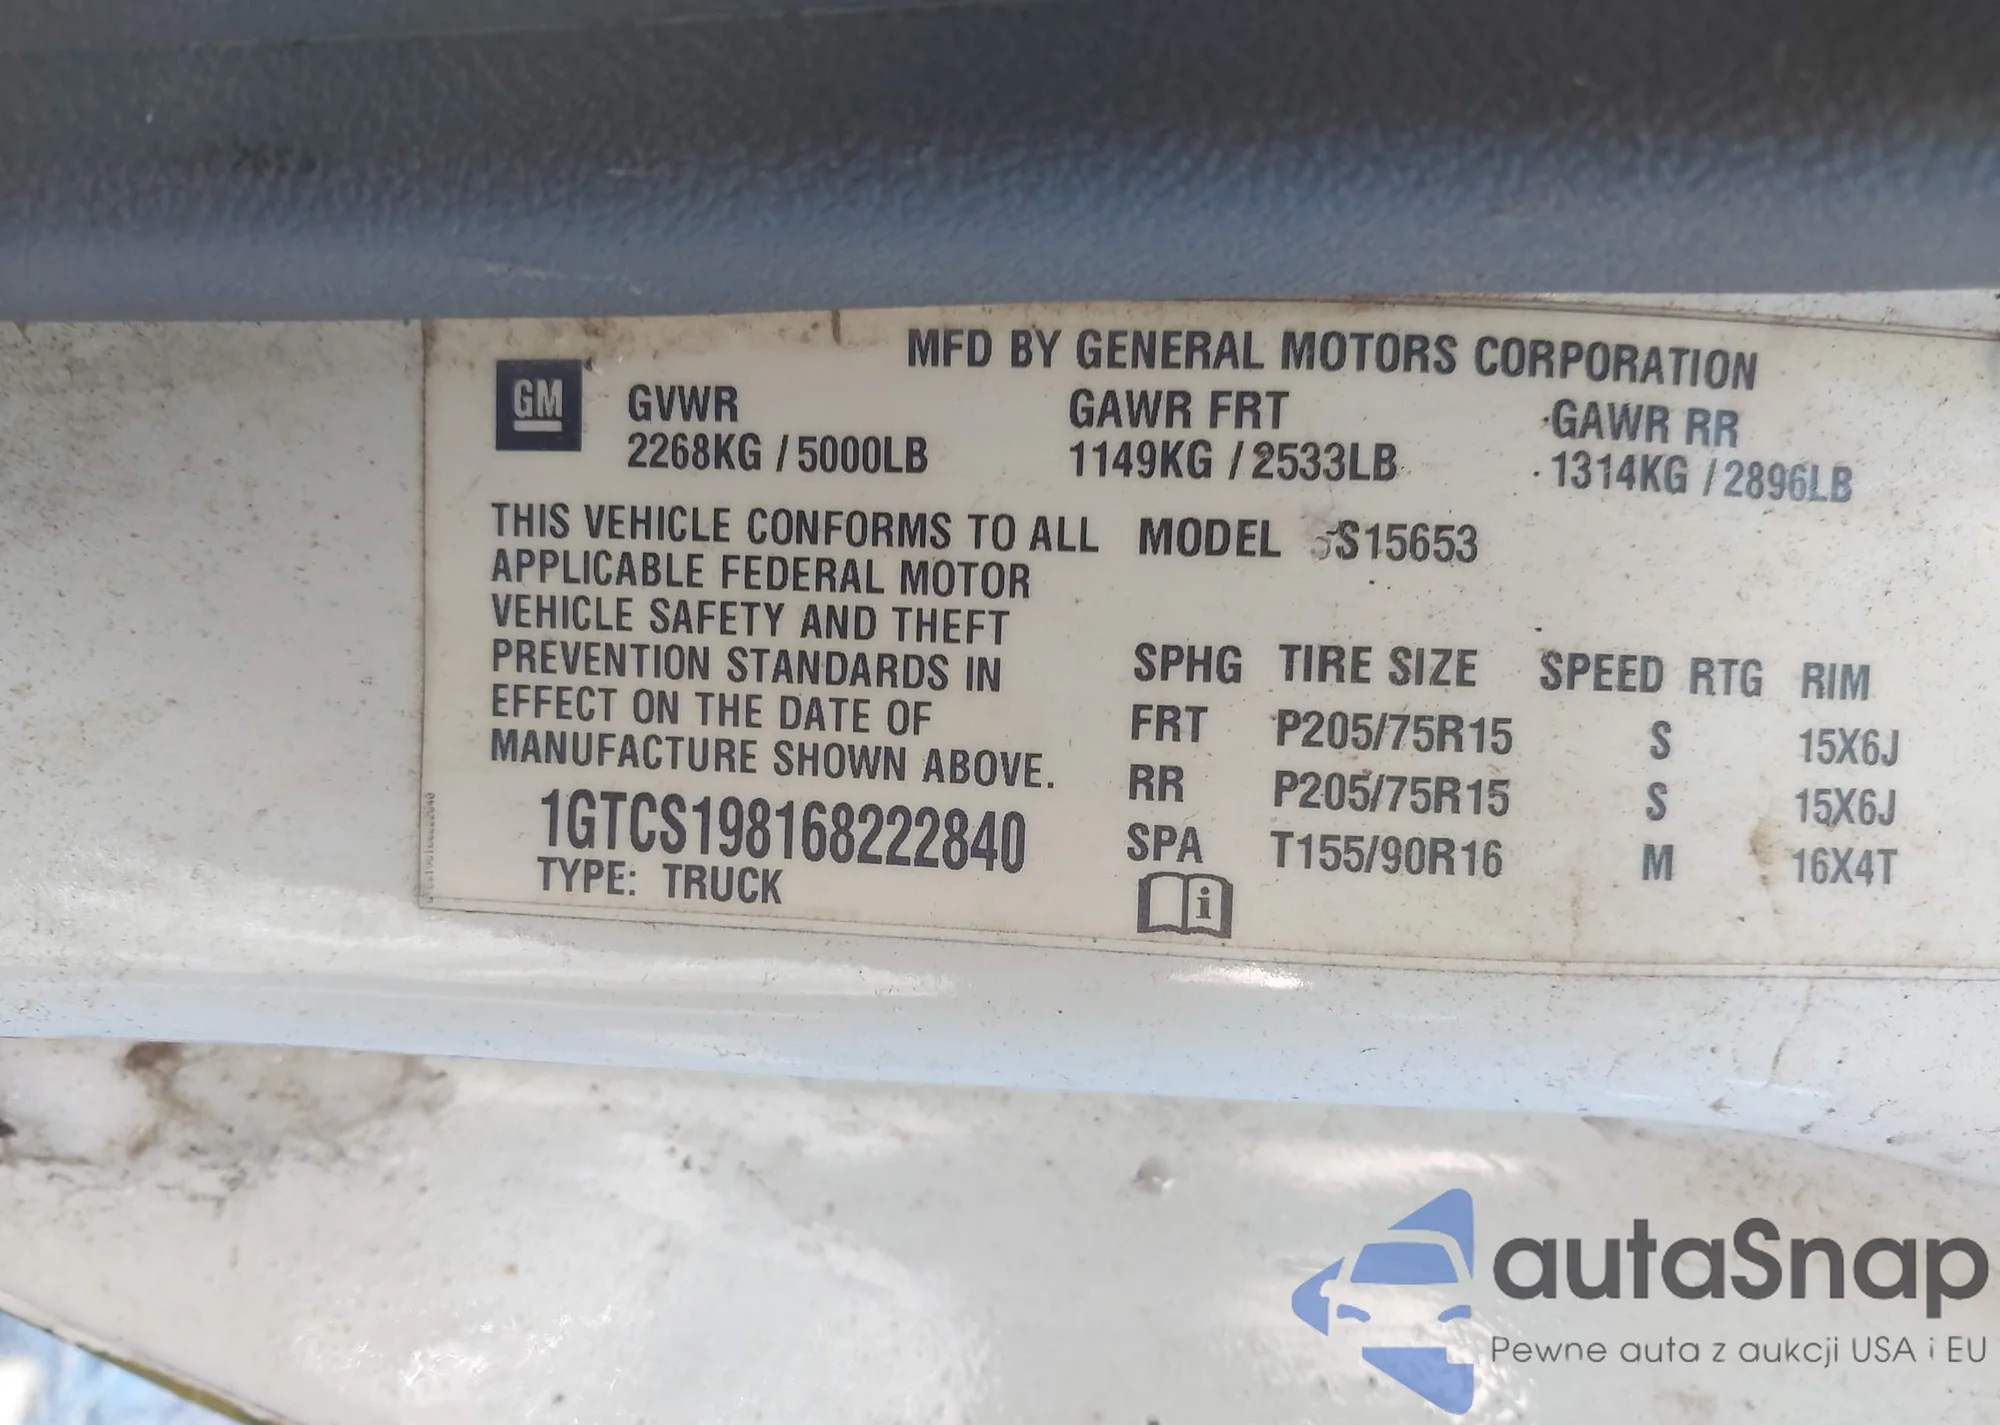 MFD BY GENERAL MOTORS CORPORATION
GM
GVWR GAWR FRT GAWR RR
2268KG / 5000LB 1149KG / 2533LB 1314KG / 2896LB
THIS VEHICLE CONFORMS TO ALL
APPLICABLE FEDERAL MOTOR
VEHICLE SAFETY AND THEFT
PREVENTION STANDARDS IN
EFFECT ON THE DATE OF
MANUFACTURE SHOWN ABOVE.
1GTCS198168222840
TYPE: TRUCK
MODEL S15653
SPHG TIRE SIZE SPEED RTG RIM
FRT P205/75R15 S 15X6J
RR P205/75R15 S 15X6J
SPA T155/90R16 M 16X4T
i
autaSnap
Pewne auta z aukcji USA i EU